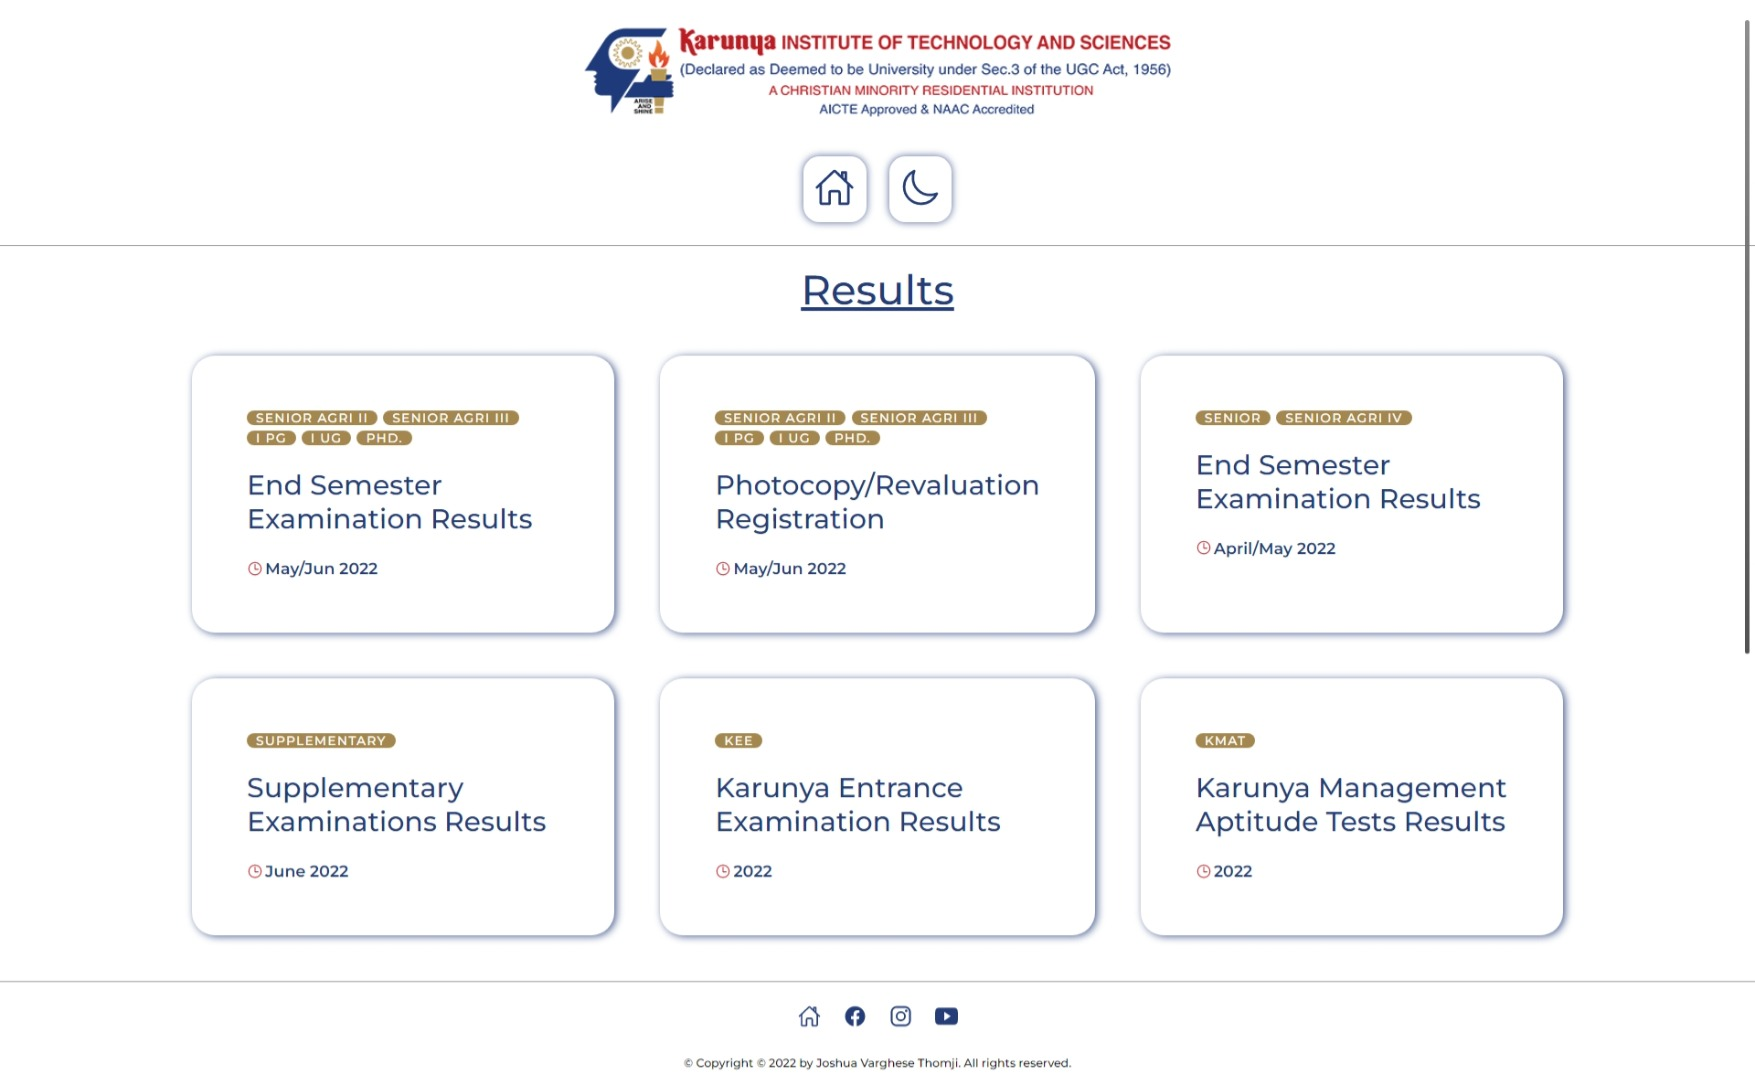 Karunya INSTITUTE OF TECHNOLOGY AND SCIENCES
(Declared as Deemed to be University under Sec.3 of the UGC Act, 1956)
A CHRISTIAN MINORITY RESIDENTIAL INSTITUTION
AICTE Approved & NAAC Accredited
ARISE
AND
SHINE
Results
SENIOR AGRI II SENIOR AGRI III
I PG I UG PHD.
End Semester
Examination Results
May/Jun 2022
SENIOR AGRI II SENIOR AGRI III
I PG I UG PHD.
Photocopy/Revaluation
Registration
May/Jun 2022
SENIOR SENIOR AGRI IV
End Semester
Examination Results
April/May 2022
SUPPLEMENTARY
Supplementary
Examinations Results
June 2022
KEE
Karunya Entrance
Examination Results
2022
KMAT
Karunya Management
Aptitude Tests Results
2022
© Copyright © 2022 by Joshua Varghese Thomji. All rights reserved.